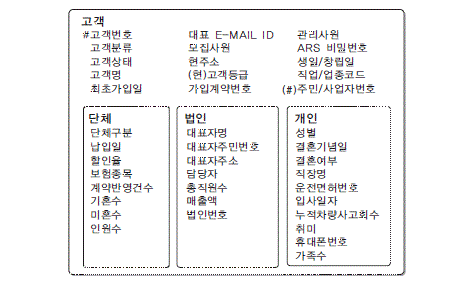 고객
#고객번호 대표 E-MAIL ID 관리사원
고객분류 모집사원 ARS 비밀번호
고객상태 현주소 생일/창립일
고객명 (현)고객등급 직업/업종코드
최초가입일 가입계약번호 (#)주민/사업자번호
단체
단체구분
납입일
할인율
보험종목
계약반영건수
기혼수
미혼수
인원수
법인
대표자명
대표자주민번호
대표자주소
담당자
총직원수
매출액
법인번호
개인
성별
결혼기념일
결혼여부
직장명
운전면허번호
입사일자
누적차량사고회수
취미
휴대폰번호
가족수